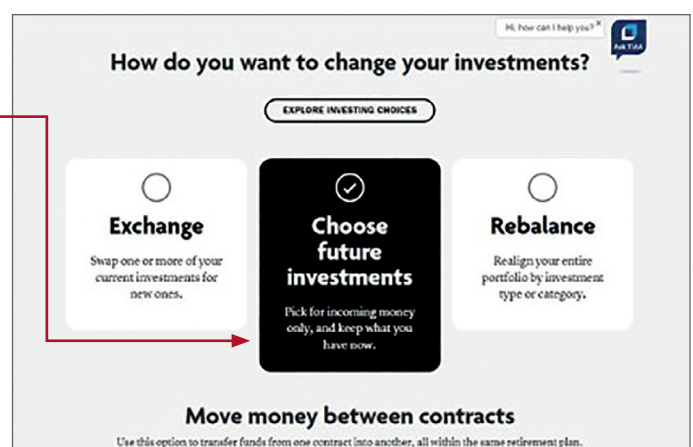 Hi, how can I help you? X
Ask TIAA
How do you want to change your investments?
EXPLORE INVESTING CHOICES
Exchange
Swap one or more of your
current investments for
new ones.
Choose
future
investments
Pick for incoming money
only, and keep what you
have now.
Rebalance
Realign your entire
portfolio by investment
type or category.
Move money between contracts
Use this option to transfer funds from one contract into another, all within the same retirement plan.